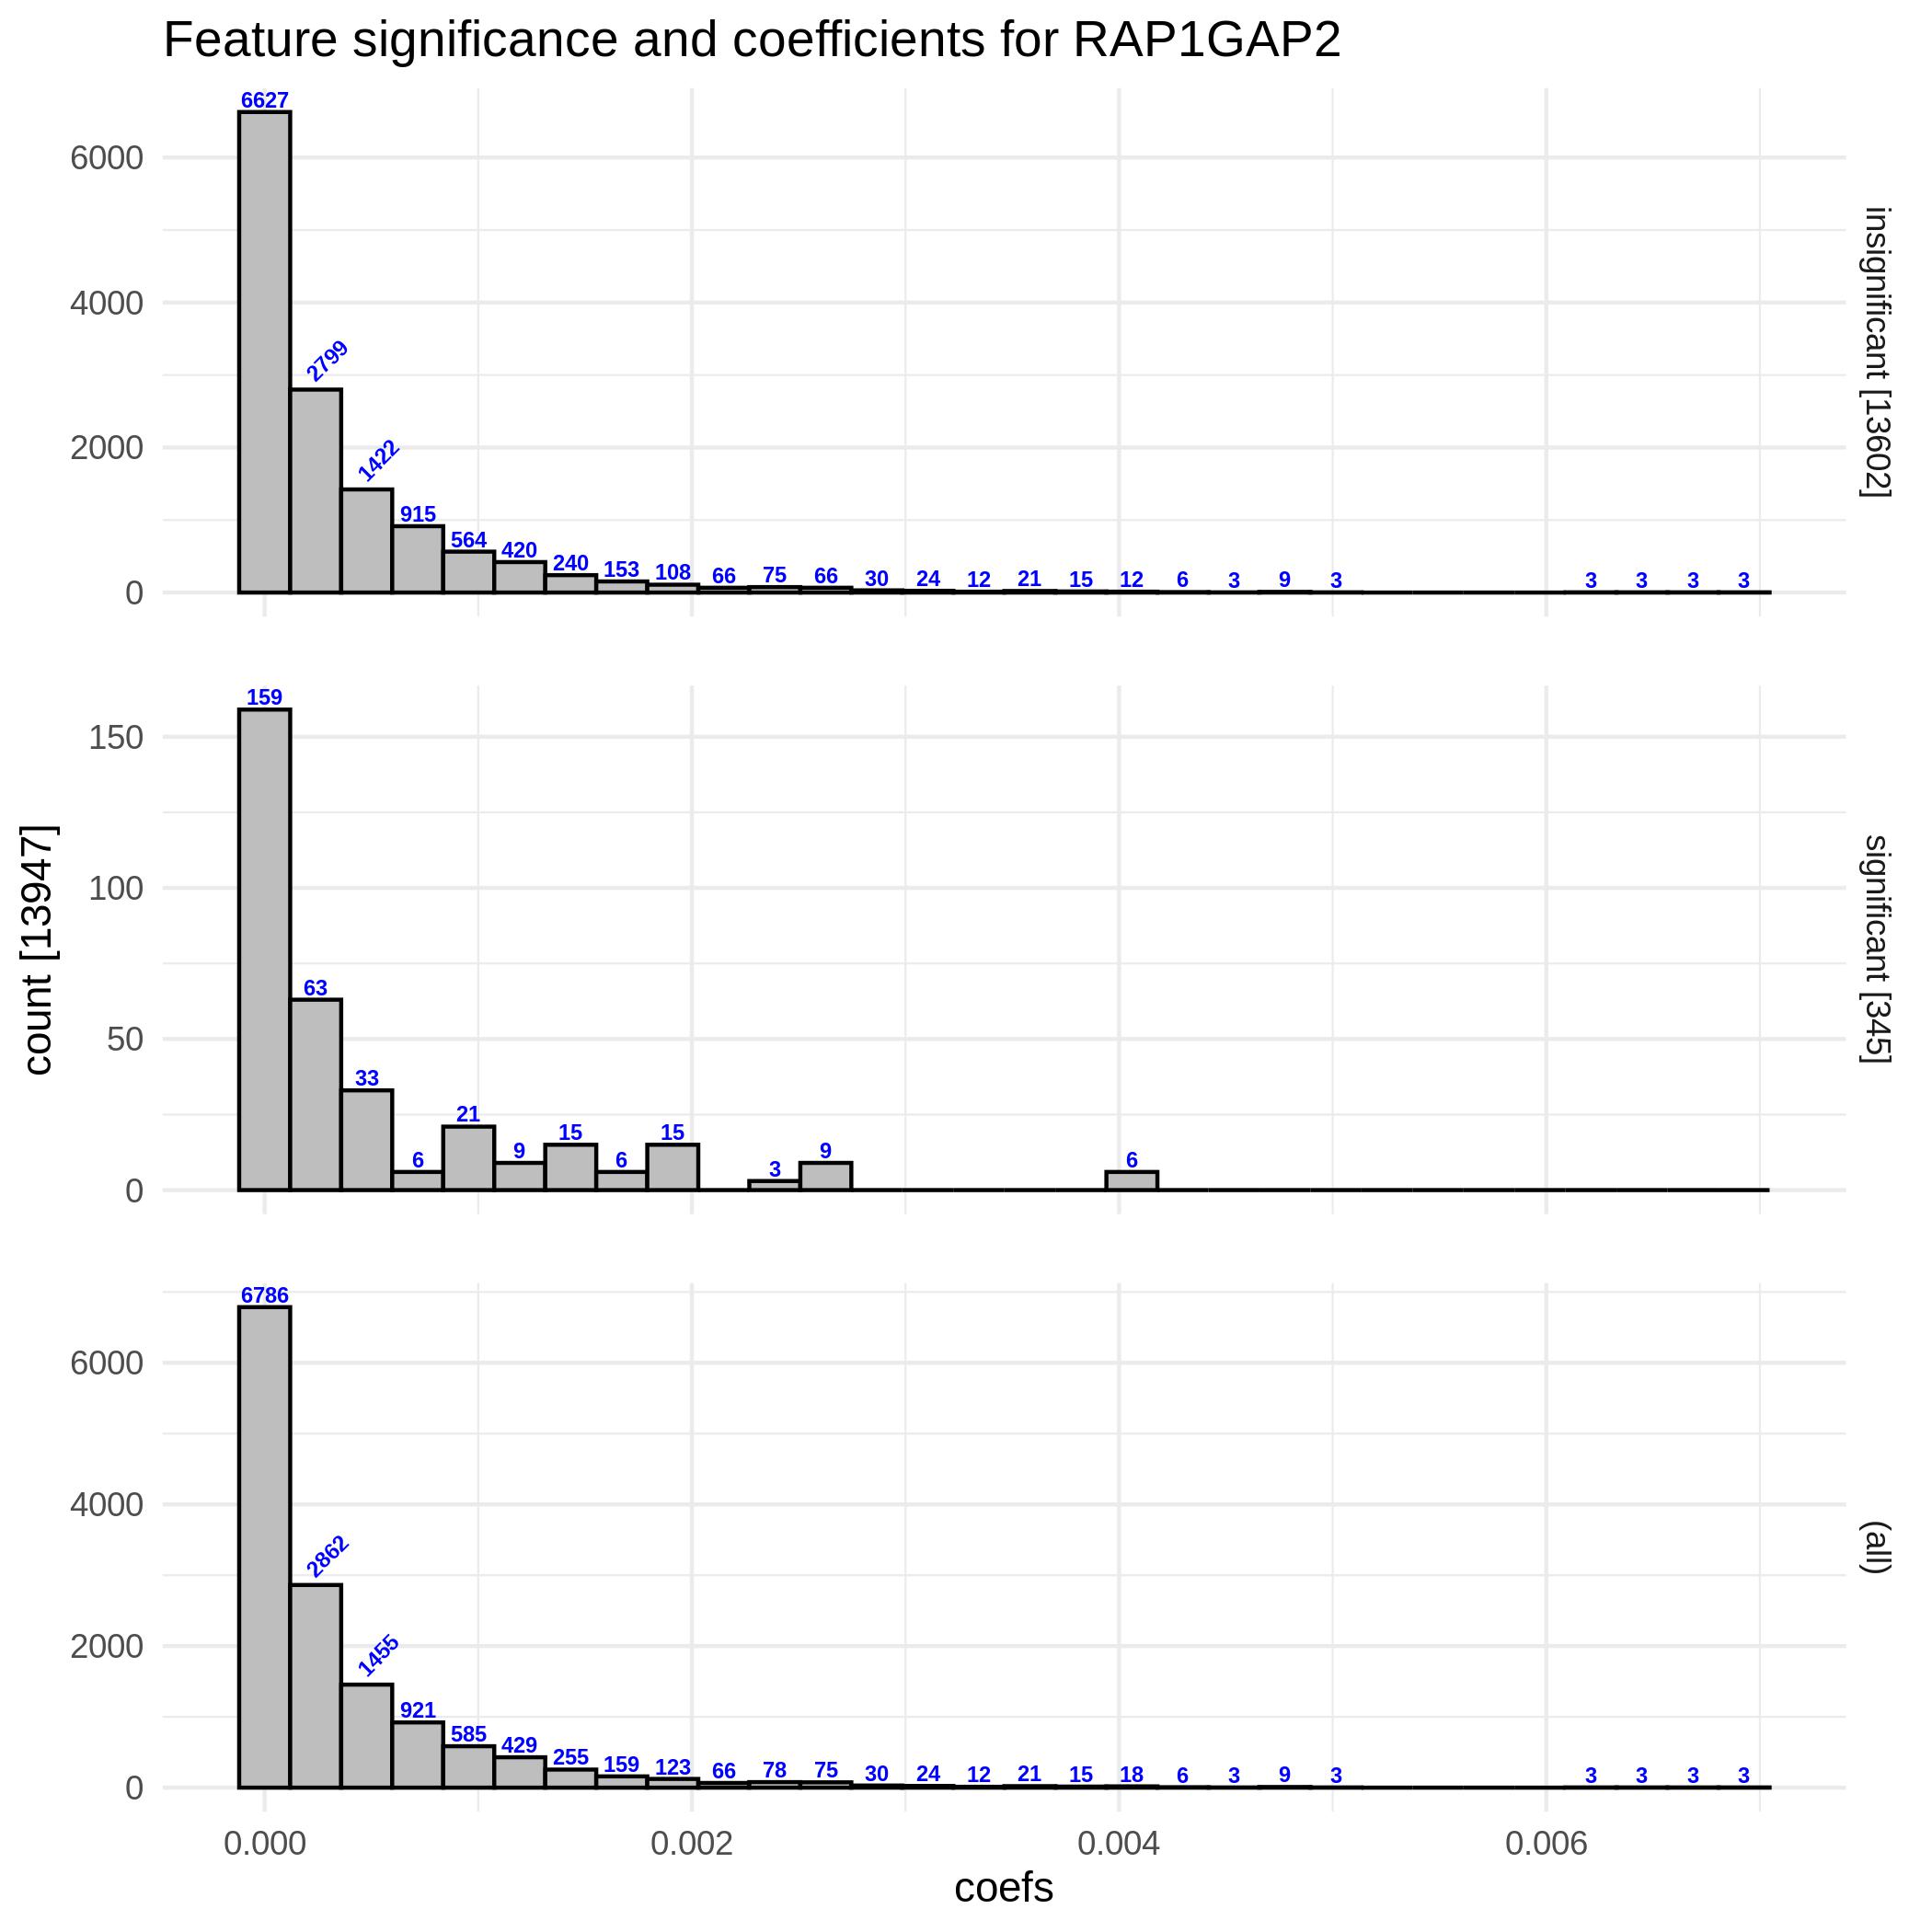 Feature significance and coefficients for RAP1GAP2
6627
2799
1422
915 564 420 240 153 108 66 75 66 30 24 12 21 15 12 6 3 9 3 3 3 3 3
6000
4000
2000
0
insignificant [13602]
159
63
33
6 21 9 15 6 15 3 9 6
150
100
50
0
significant [345]
count [13947]
6786
2862
1455
921 585 429 255 159 123 66 78 75 30 24 12 21 15 18 6 3 9 3 3 3 3 3
6000
4000
2000
0
(all)
0.000 0.002 0.004 0.006
coefs